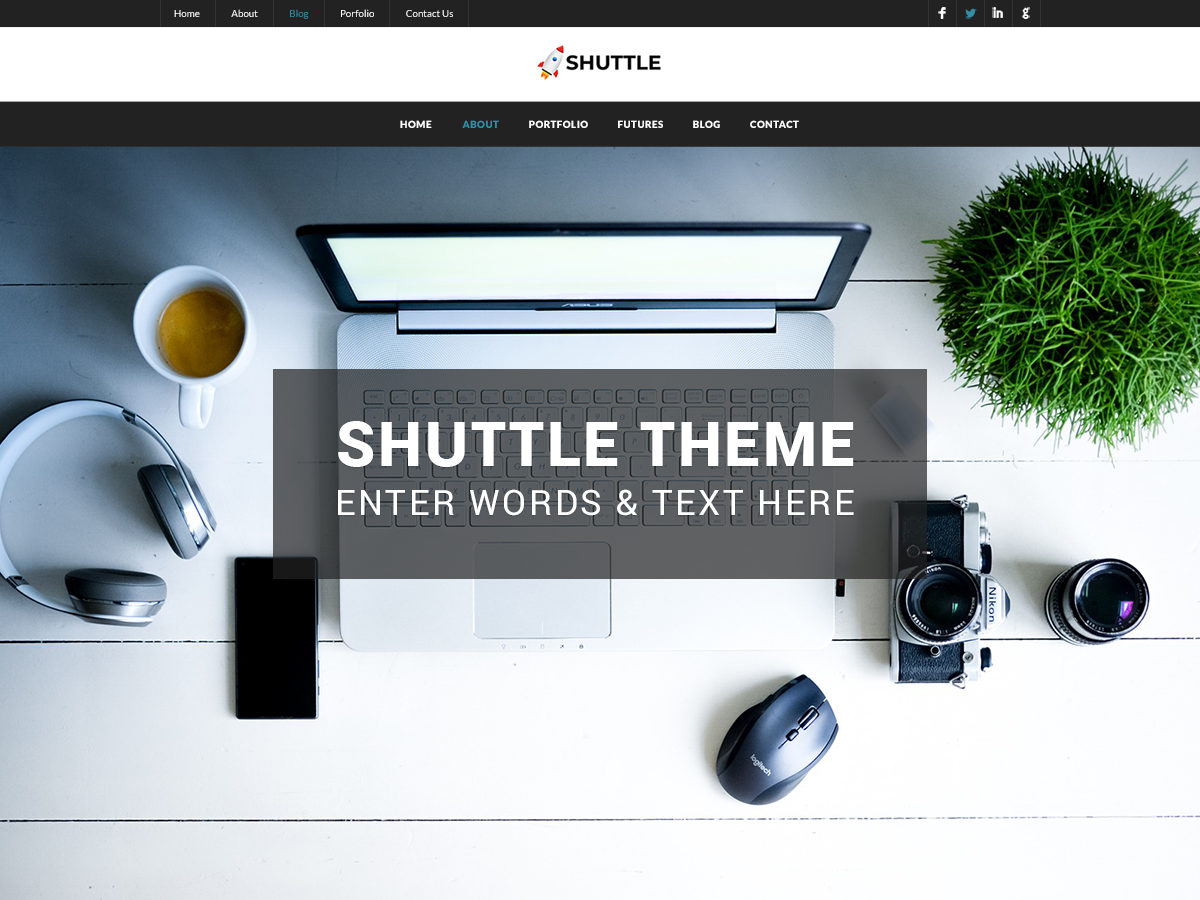 Home About Blog Porfolio Contact Us
SHUTTLE
HOME ABOUT PORTFOLIO FUTURES BLOG CONTACT
ASUS
SHUTTLE THEME
ENTER WORDS & TEXT HERE
Nikon
logitech